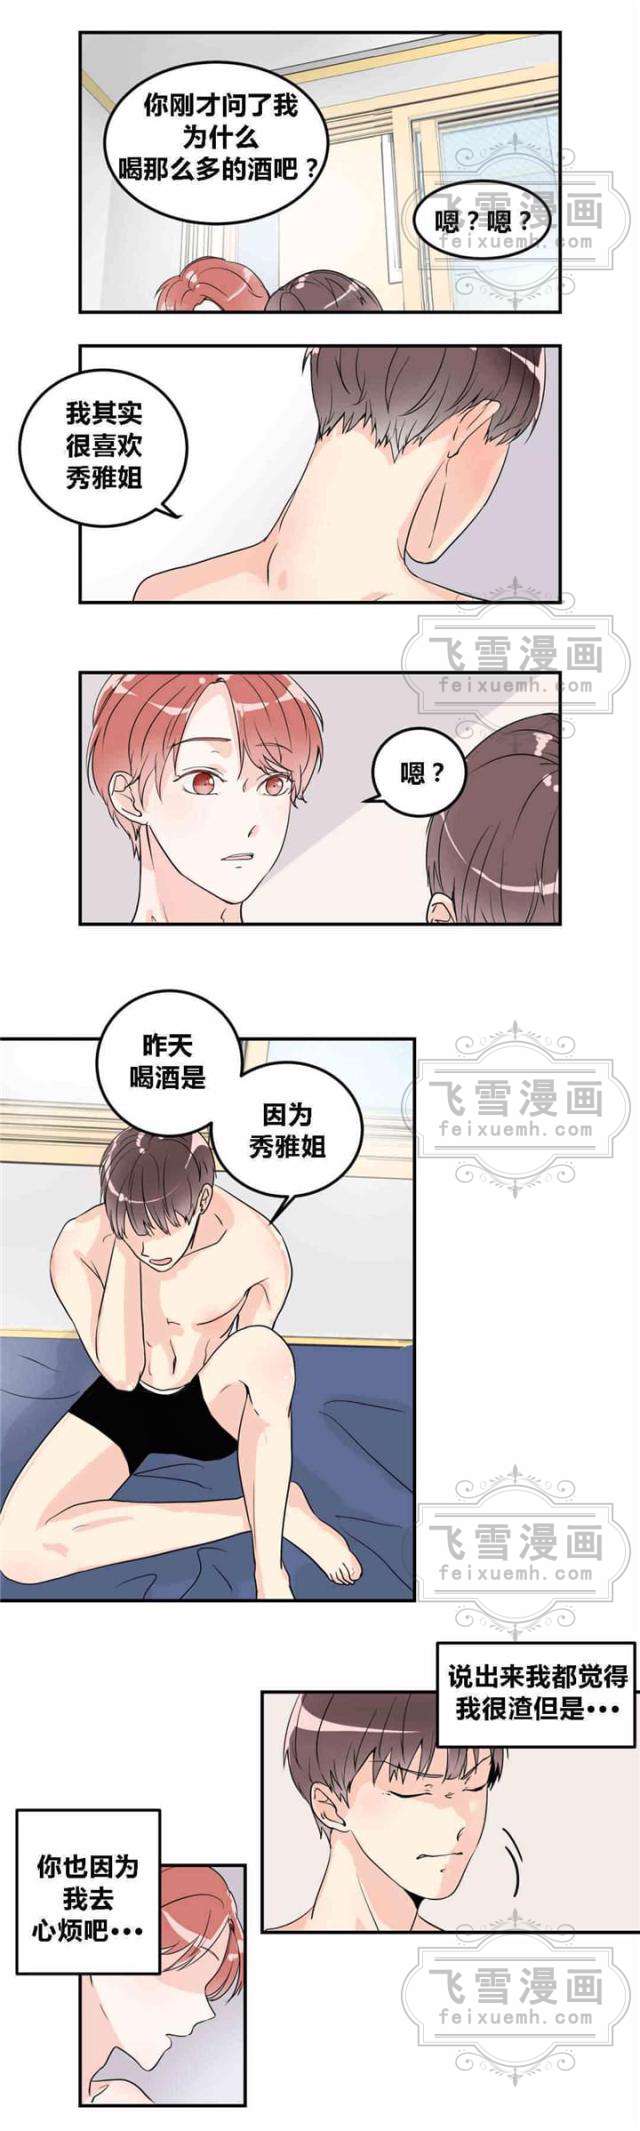 你刚才问了我
为什么
喝那么多的酒吧？
嗯？嗯？
飞雪漫画
feixuemh.com
我其实
很喜欢
秀雅姐
飞雪漫画
feixuemh.com
嗯？
昨天
喝酒是
因为
秀雅姐
飞雪漫画
feixuemh.com
飞雪漫画
feixuemh.com
说出来我都觉得
我很渣但是•••
你也因为
我去
心烦吧•••
飞雪漫画
feixuemh.com